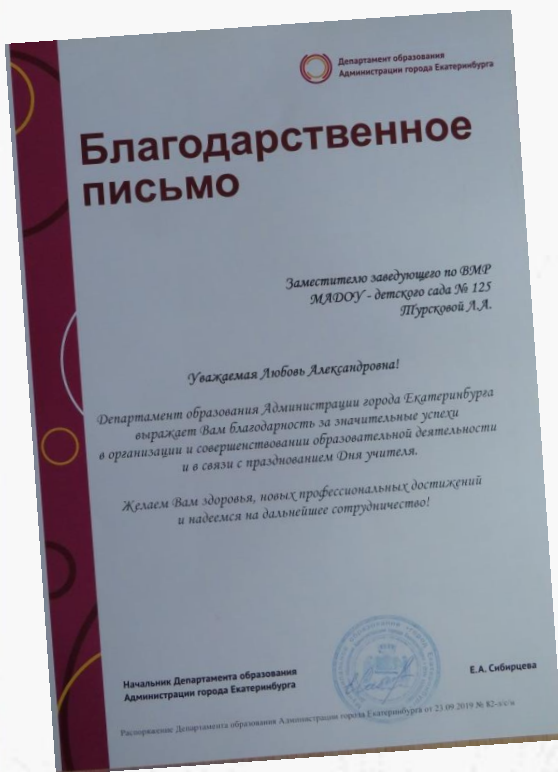 Департамент образования
Администрации города Екатеринбурга
Благодарственное
письмо
Заместителю заведующего по ВМР
МАДОУ - детского сада № 125
Турсковой Л.А.
Уважаемая Любовь Александровна!
Департамент образования Администрации города Екатеринбурга
выражает Вам благодарность за значительные успехи
в организации и совершенствовании образовательной деятельности
и в связи с празднованием Дня учителя.
Желаем Вам здоровья, новых профессиональных достижений
и надеемся на дальнейшее сотрудничество!
Начальник Департамента образования
Администрации города Екатеринбурга
Е.А. Сибирцева
Распоряжение Департамента образования Администрации города Екатеринбурга от 23 09 2019 №